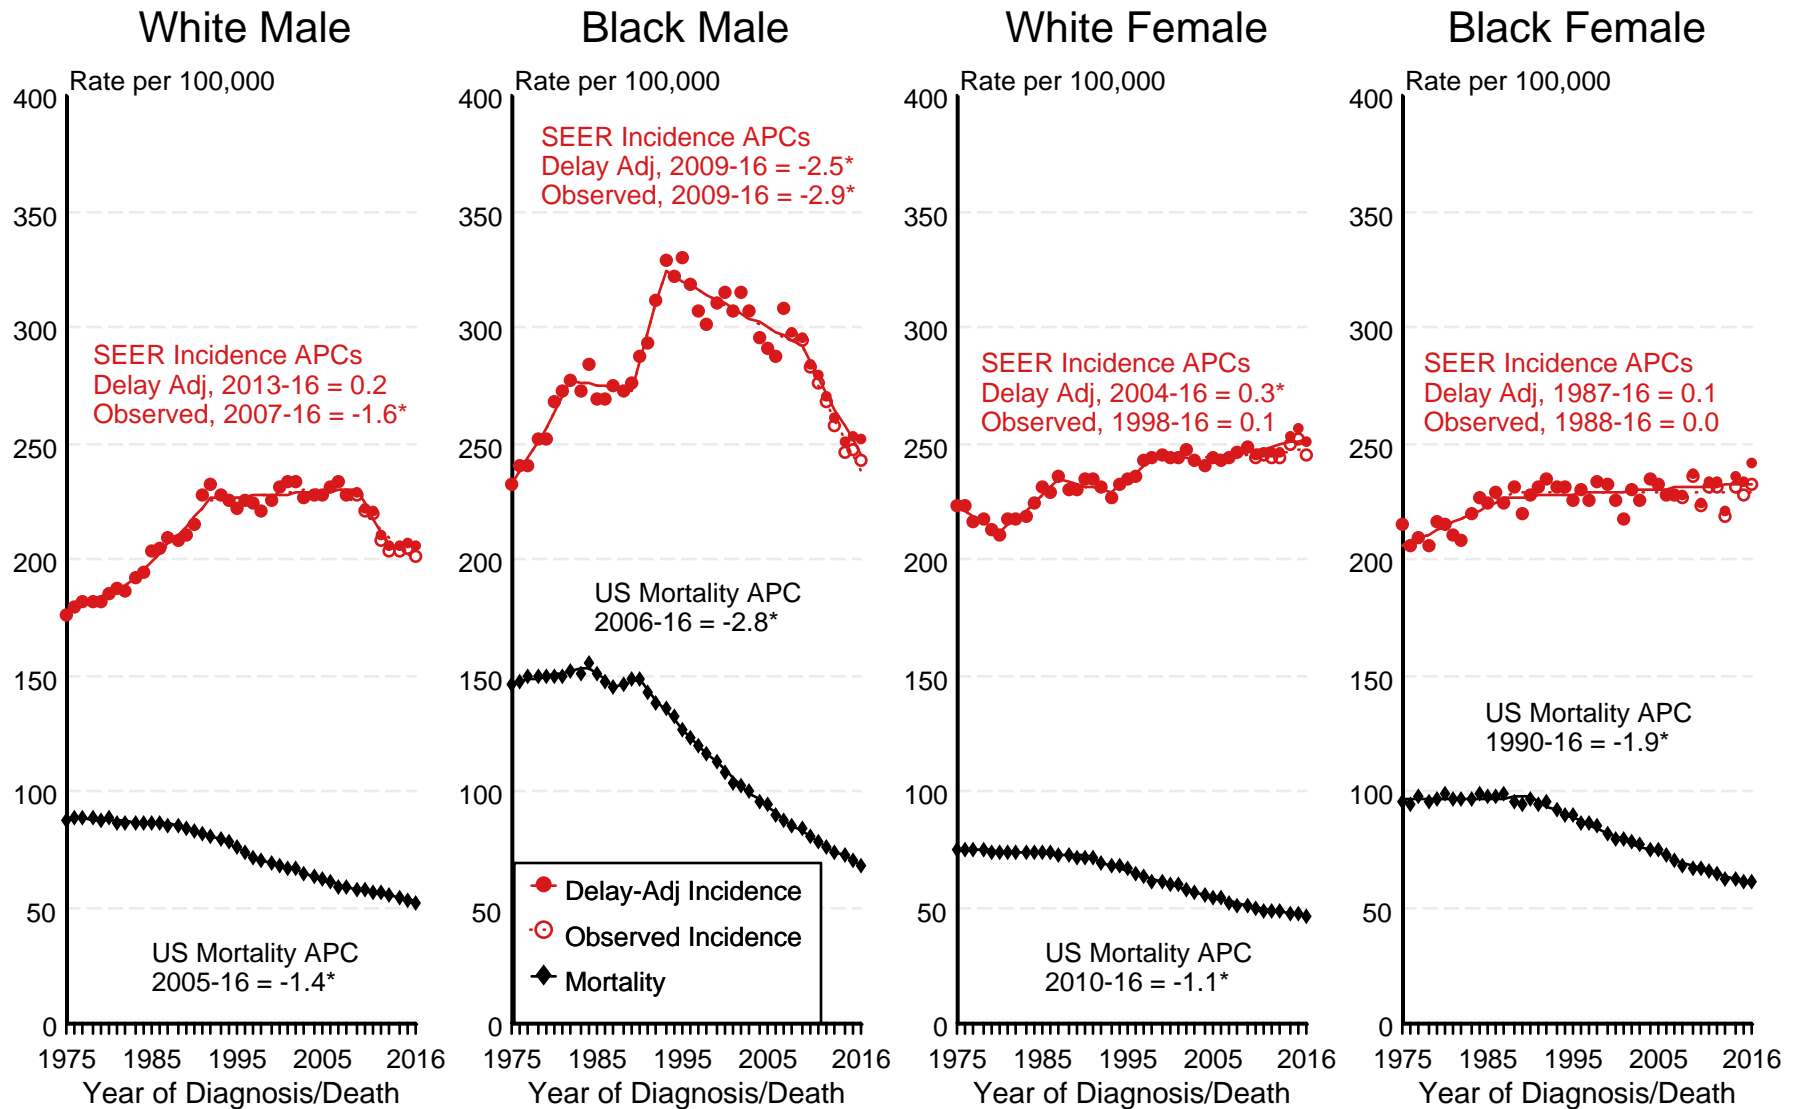 White Male
Rate per 100,000
400
350
300
250
200
150
100
50
0
SEER Incidence APCs
Delay Adj, 2013-16 = 0.2
Observed, 2007-16 = -1.6*
US Mortality APC
2005-16 = -1.4*
1975 1985 1995 2005 2016
Year of Diagnosis/Death
Black Male
Rate per 100,000
400
350
300
250
200
150
100
50
0
SEER Incidence APCs
Delay Adj, 2009-16 = -2.5*
Observed, 2009-16 = -2.9*
US Mortality APC
2006-16 = -2.8*
Delay-Adj Incidence
Observed Incidence
Mortality
1975 1985 1995 2005 2016
Year of Diagnosis/Death
White Female
Rate per 100,000
400
350
300
250
200
150
100
50
0
SEER Incidence APCs
Delay Adj, 2004-16 = 0.3*
Observed, 1998-16 = 0.1
US Mortality APC
2010-16 = -1.1*
1975 1985 1995 2005 2016
Year of Diagnosis/Death
Black Female
Rate per 100,000
400
350
300
250
200
150
100
50
0
SEER Incidence APCs
Delay Adj, 1987-16 = 0.1
Observed, 1988-16 = 0.0
US Mortality APC
1990-16 = -1.9*
1975 1985 1995 2005 2016
Year of Diagnosis/Death